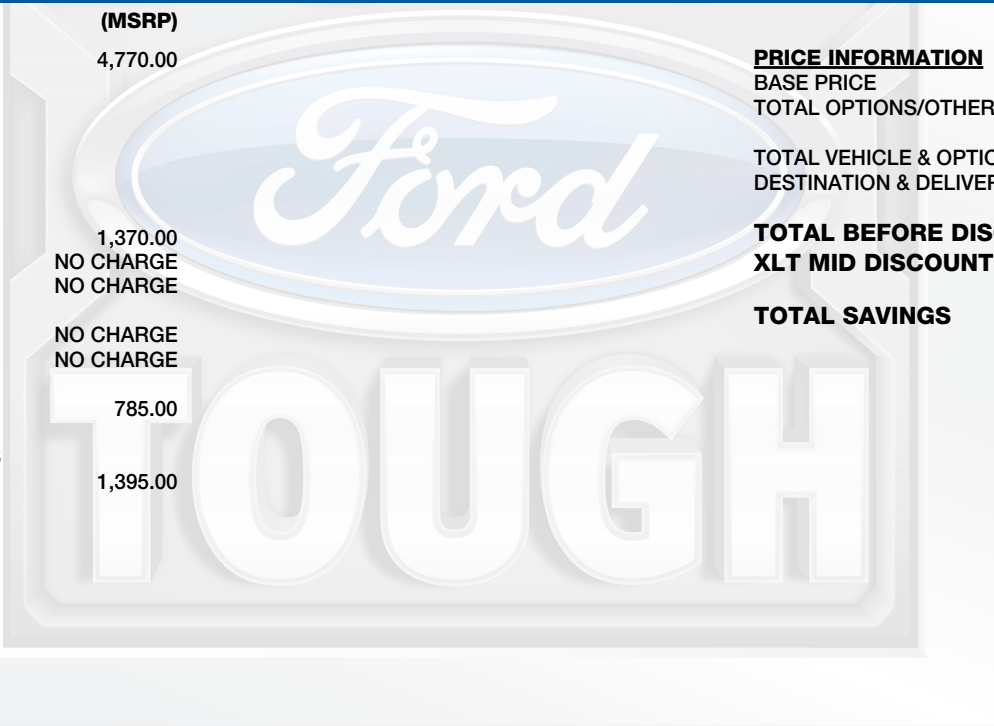 (MSRP)
4,770.00
1,370.00
NO CHARGE
NO CHARGE
NO CHARGE
NO CHARGE
785.00
1,395.00
PRICE INFORMATION
BASE PRICE
TOTAL OPTIONS/OTHER
TOTAL VEHICLE & OPTIO
DESTINATION & DELIVER
TOTAL BEFORE DIS
XLT MID DISCOUNT
TOTAL SAVINGS
Ford
TOUGH